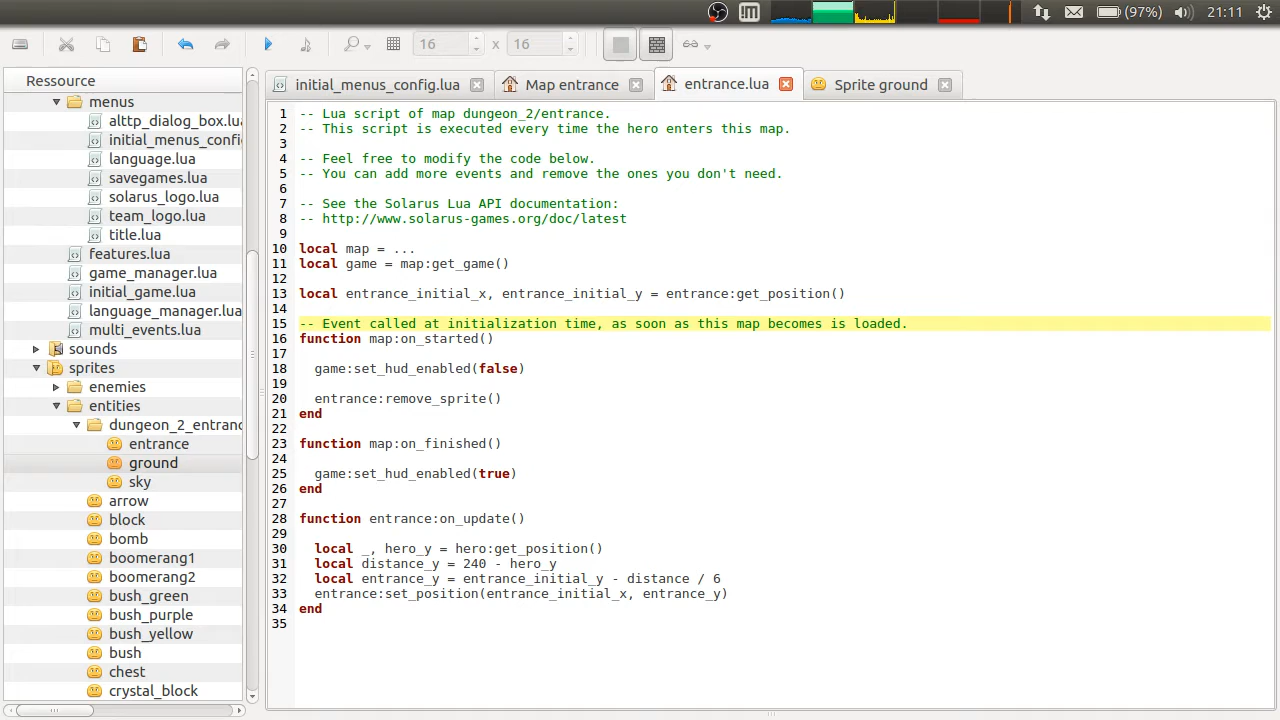 (97%) 21:11
16 x 16
Ressource
menus
alttp_dialog_box.lua
initial_menus_confi
language.lua
savegames.lua
solarus_logo.lua
team_logo.lua
title.lua
features.lua
game_manager.lua
initial_game.lua
language_manager.lua
multi_events.lua
sounds
sprites
enemies
entities
dungeon_2_entranc
entrance
ground
sky
arrow
block
bomb
boomerang1
boomerang2
bush_green
bush_purple
bush_yellow
bush
chest
crystal_block
initial_menus_config.lua Map entrance entrance.lua Sprite ground
1 -- Lua script of map dungeon_2/entrance.
2 -- This script is executed every time the hero enters this map.
3
4 -- Feel free to modify the code below.
5 -- You can add more events and remove the ones you don't need.
6
7 -- See the Solarus Lua API documentation:
8 -- http://www.solarus-games.org/doc/latest
9
10 local map = ...
11 local game = map:get_game()
12
13 local entrance_initial_x, entrance_initial_y = entrance:get_position()
14
15 -- Event called at initialization time, as soon as this map becomes is loaded.
16 function map:on_started()
17
18 game:set_hud_enabled(false)
19
20 entrance:remove_sprite()
21 end
22
23 function map:on_finished()
24
25 game:set_hud_enabled(true)
26 end
27
28 function entrance:on_update()
29
30 local _, hero_y = hero:get_position()
31 local distance_y = 240 - hero_y
32 local entrance_y = entrance_initial_y - distance / 6
33 entrance:set_position(entrance_initial_x, entrance_y)
34 end
35